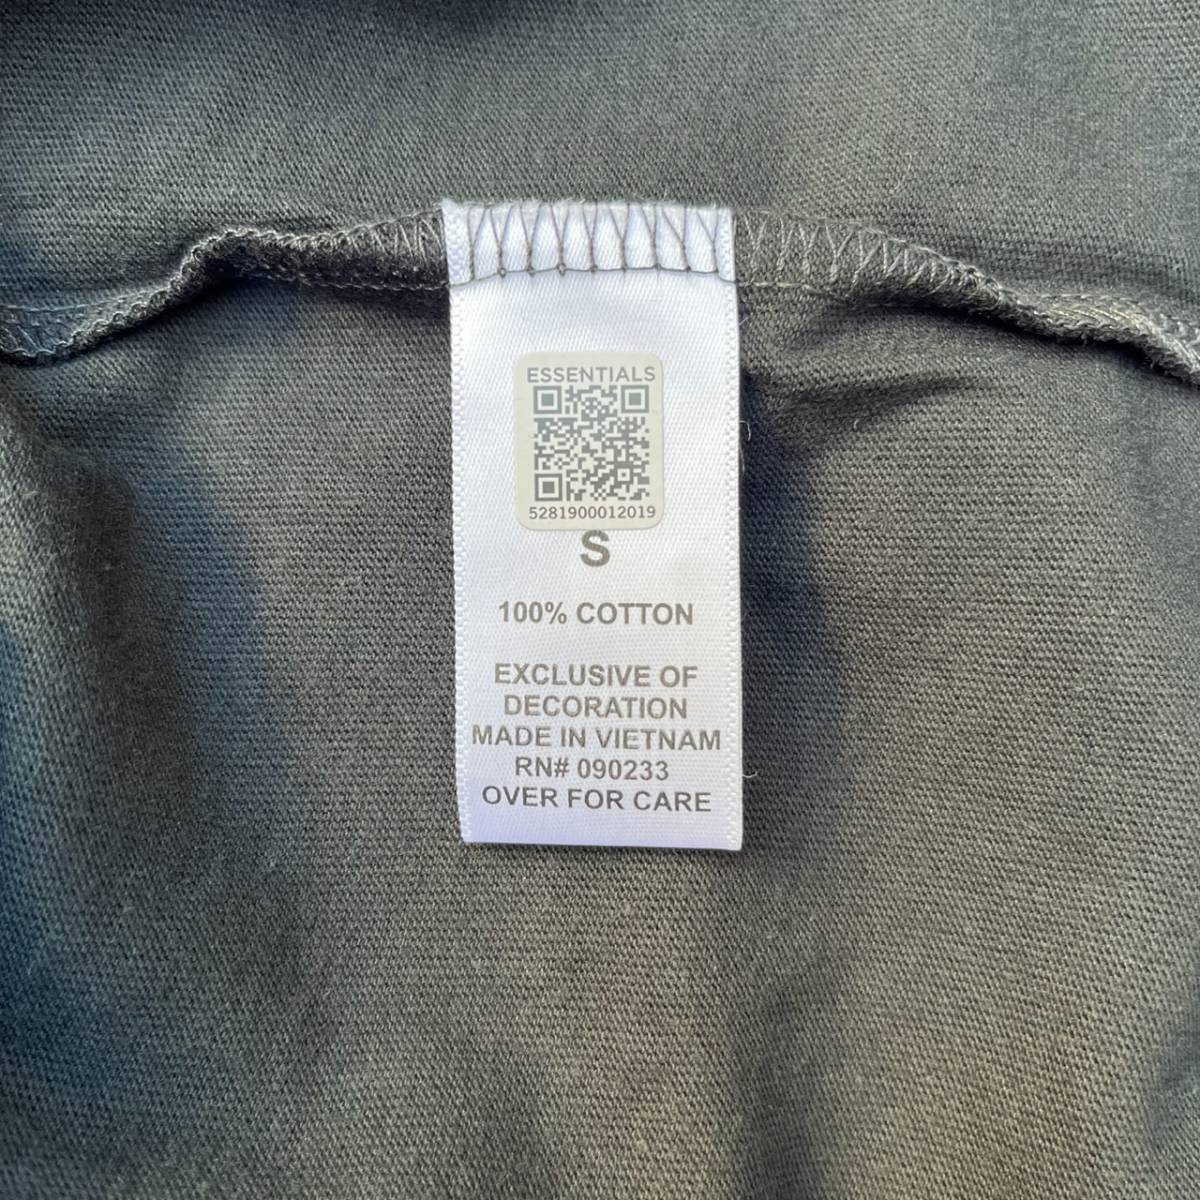 ESSENTIALS
5281900012019
S
100% COTTON
EXCLUSIVE OF
DECORATION
MADE IN VIETNAM
RN# 090233
OVER FOR CARE